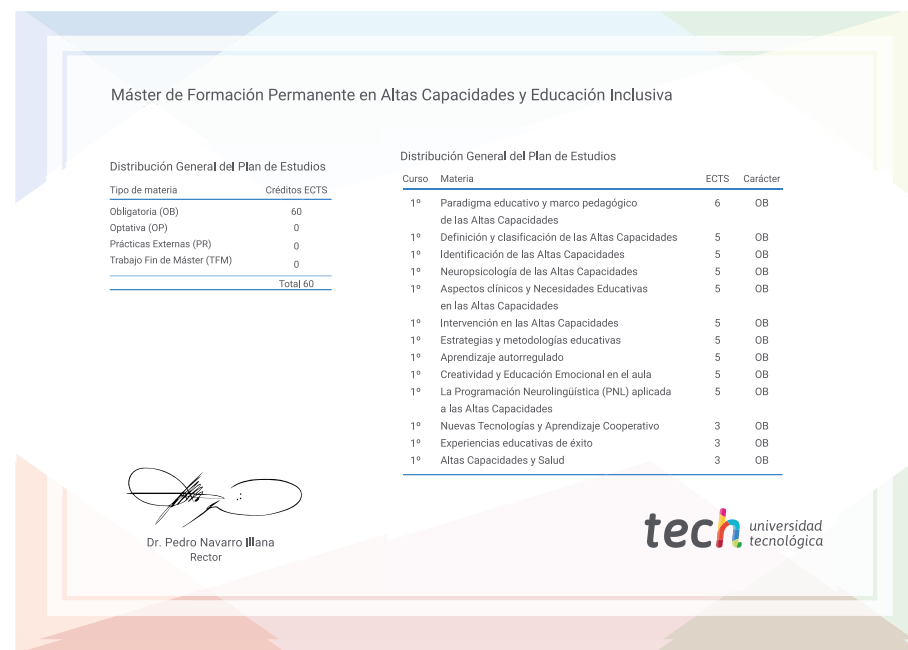 Máster de Formación Permanente en Altas Capacidades y Educación Inclusiva
Distribución General del Plan de Estudios
Tipo de materia Créditos ECTS
Obligatoria (OB) 60
Optativa (OP) 0
Prácticas Externas (PR) 0
Trabajo Fin de Máster (TFM) 0
Total 60
Distribución General del Plan de Estudios
Curso Materia ECTS Carácter
1º Paradigma educativo y marco pedagógico 6 OB
de las Altas Capacidades
1º Definición y clasificación de las Altas Capacidades 5 OB
1º Identificación de las Altas Capacidades 5 OB
1º Neuropsicología de las Altas Capacidades 5 OB
1º Aspectos clínicos y Necesidades Educativas 5 OB
en las Altas Capacidades
1º Intervención en las Altas Capacidades 5 OB
1º Estrategias y metodologías educativas 5 OB
1º Aprendizaje autorregulado 5 OB
1º Creatividad y Educación Emocional en el aula 5 OB
1º La Programación Neurolingüística (PNL) aplicada 5 OB
a las Altas Capacidades
1º Nuevas Tecnologías y Aprendizaje Cooperativo 3 OB
1º Experiencias educativas de éxito 3 OB
1º Altas Capacidades y Salud 3 OB
Dr. Pedro Navarro Illana
Rector
tech universidad
tecnológica